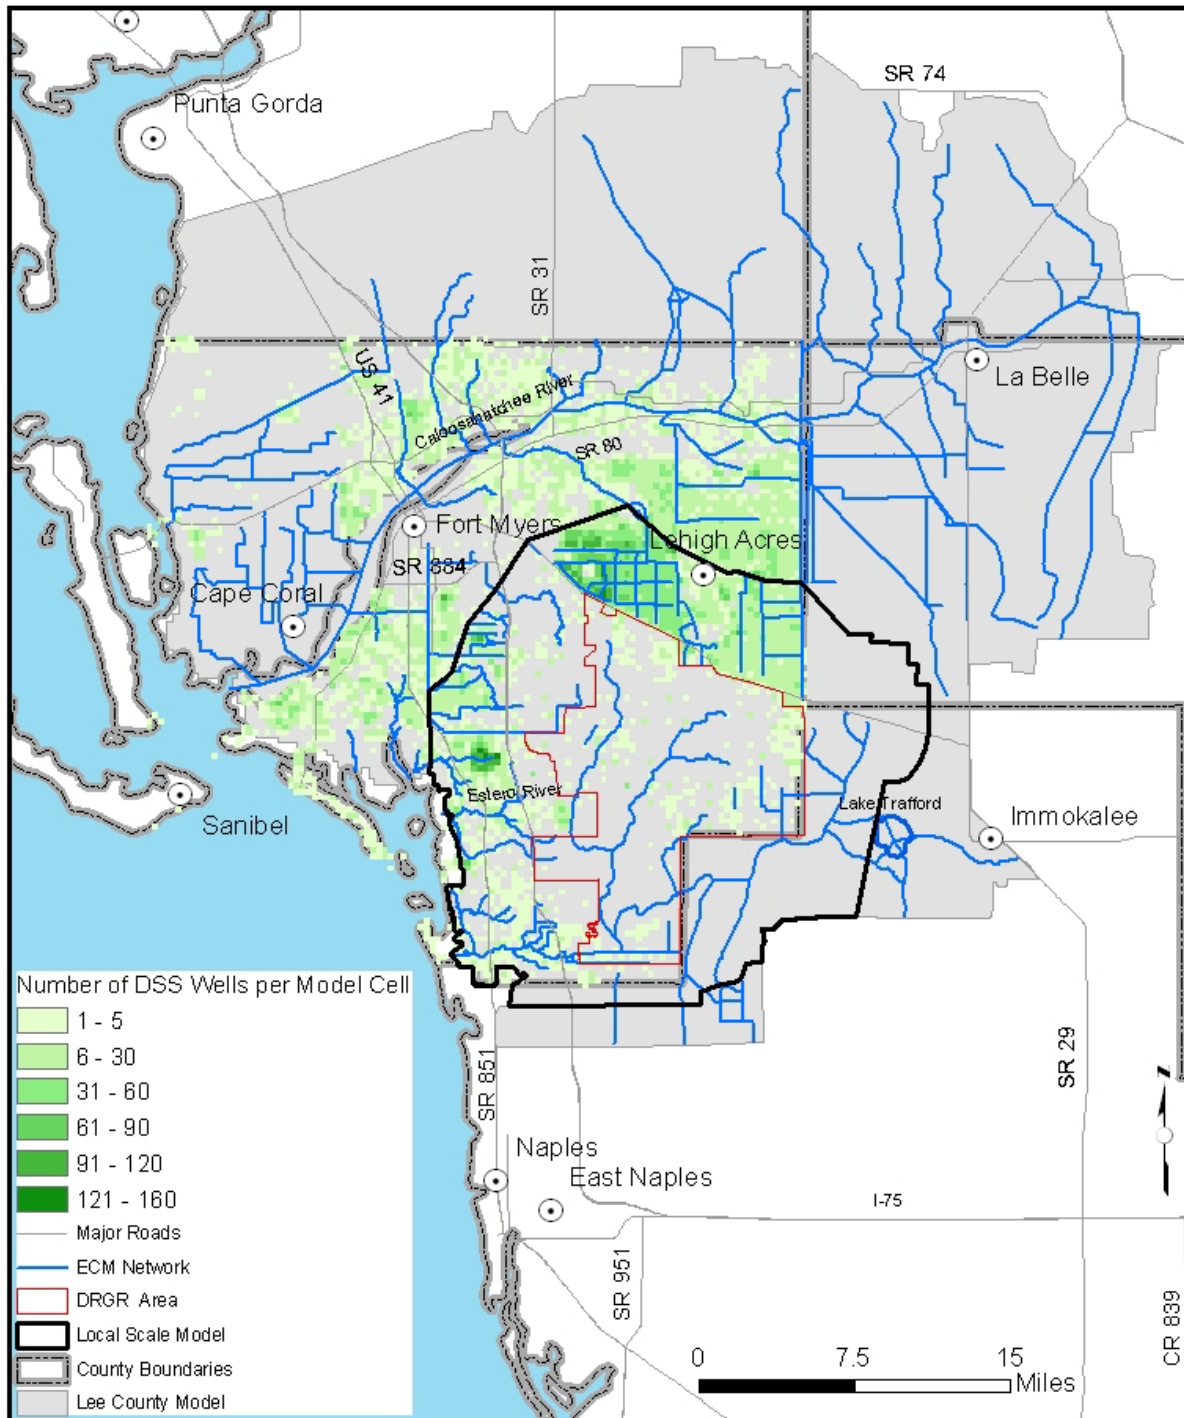 SR 74
Punta Gorda
SR 31
US 41
La Belle
Caloosahatchee River
SR 80
Fort Myers
Lehigh Acres
SR 884
Cape Coral
Estero River
Lake Trafford
Immokalee
Sanibel
Number of DSS Wells per Model Cell
1 - 5
6 - 30
31 - 60
61 - 90
91 - 120
121 - 160
Major Roads
ECM Network
DRGR Area
Local Scale Model
County Boundaries
Lee County Model
SR 851
SR 29
Z
Naples
East Naples
I-75
SR 951
CR 839
0 7.5 15
Miles